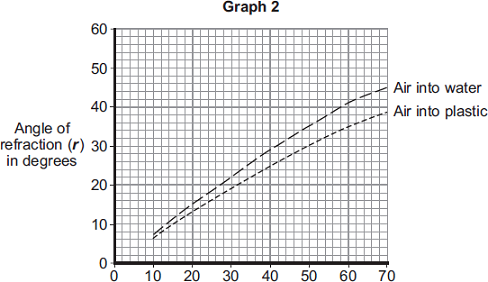 Graph 2
60
50
40
30
20
10
0
Angle of
refraction (r)
in degrees
Air into water
Air into plastic
0 10 20 30 40 50 60 70